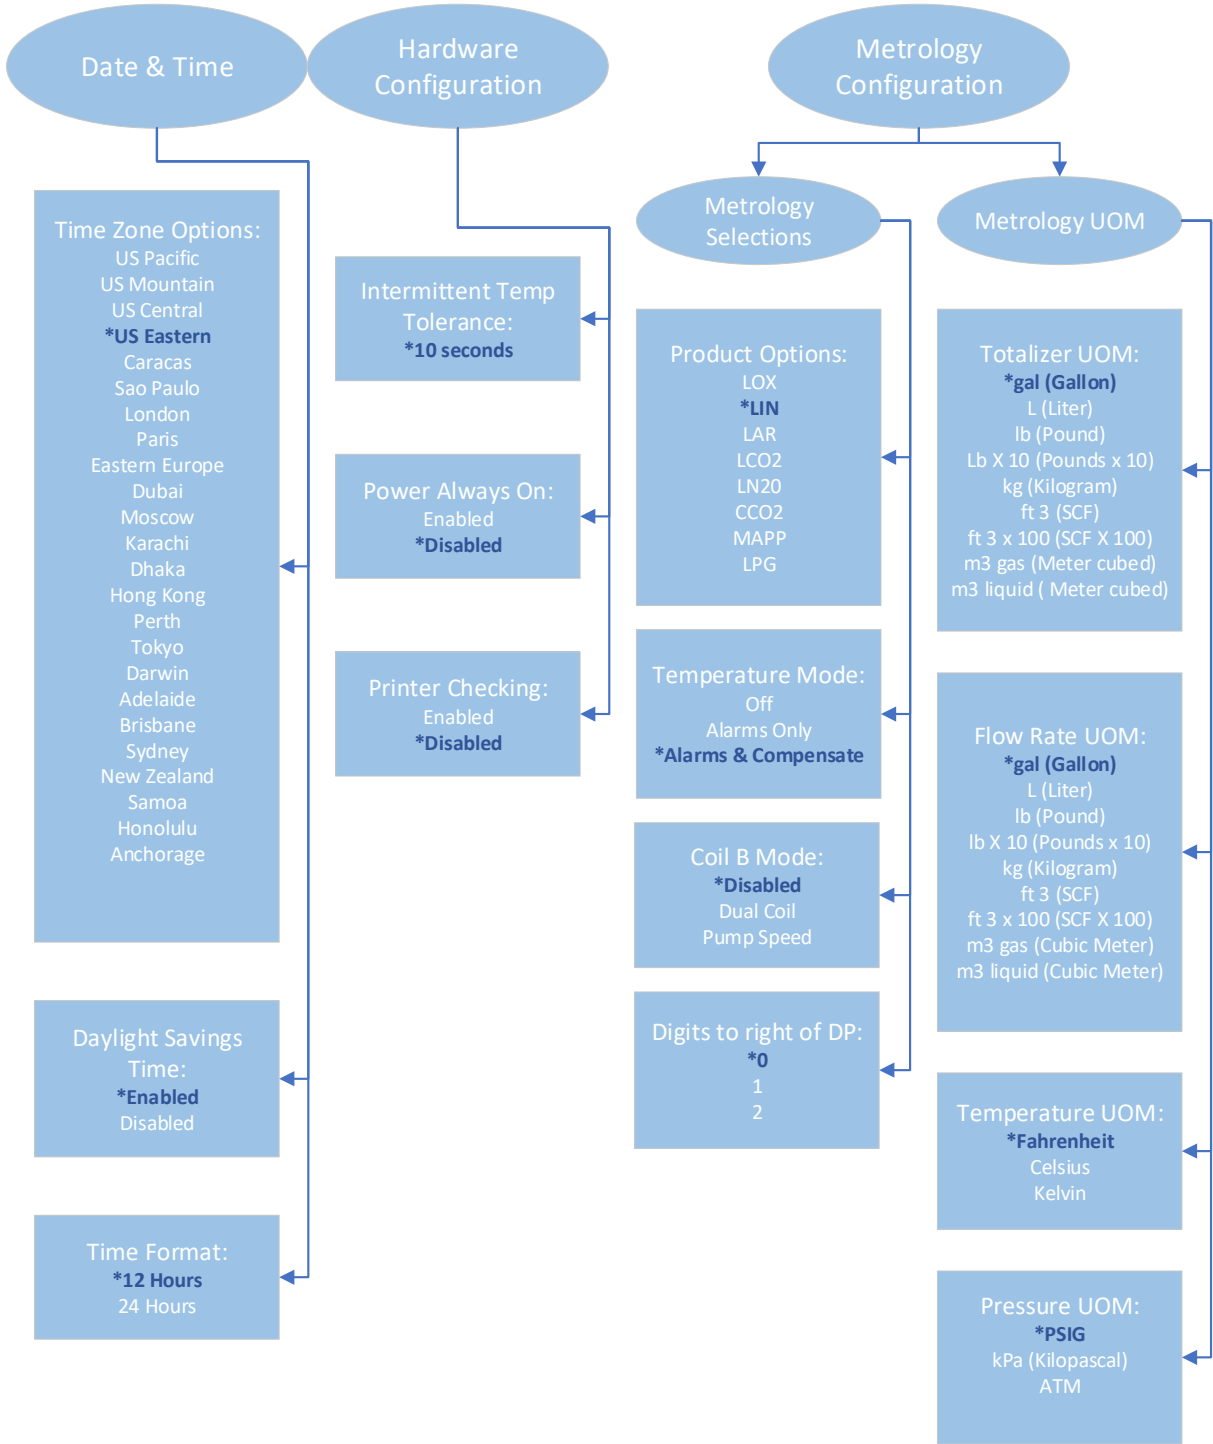 Date & Time
Hardware
Configuration
Metrology
Configuration
Time Zone Options:
US Pacific
US Mountain
US Central
*US Eastern
Caracas
Sao Paulo
London
Paris
Eastern Europe
Dubai
Moscow
Karachi
Dhaka
Hong Kong
Perth
Tokyo
Darwin
Adelaide
Brisbane
Sydney
New Zealand
Samoa
Honolulu
Anchorage
Daylight Savings
Time:
*Enabled
Disabled
Time Format:
*12 Hours
24 Hours
Intermittent Temp
Tolerance:
*10 seconds
Power Always On:
Enabled
*Disabled
Printer Checking:
Enabled
*Disabled
Metrology
Selections
Product Options:
LOX
*LIN
LAR
LCO2
LN20
CCO2
MAPP
LPG
Temperature Mode:
Off
Alarms Only
*Alarms & Compensate
Coil B Mode:
*Disabled
Dual Coil
Pump Speed
Digits to right of DP:
*0
1
2
Metrology UOM
Totalizer UOM:
*gal (Gallon)
L (Liter)
lb (Pound)
Lb X 10 (Pounds x 10)
kg (Kilogram)
ft 3 (SCF)
ft 3 x 100 (SCF X 100)
m3 gas (Meter cubed)
m3 liquid ( Meter cubed)
Flow Rate UOM:
*gal (Gallon)
L (Liter)
lb (Pound)
lb X 10 (Pounds x 10)
kg (Kilogram)
ft 3 (SCF)
ft 3 x 100 (SCF X 100)
m3 gas (Cubic Meter)
m3 liquid (Cubic Meter)
Temperature UOM:
*Fahrenheit
Celsius
Kelvin
Pressure UOM:
*PSIG
kPa (Kilopascal)
ATM